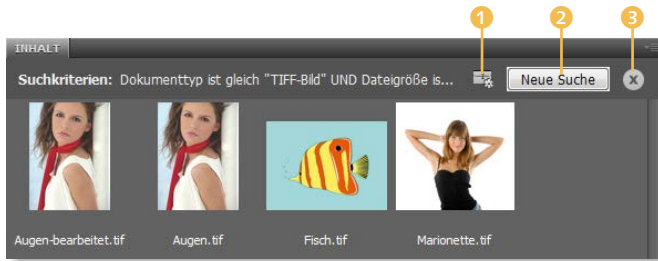 1 2 3
INHALT
Suchkriterien: Dokumenttyp ist gleich "TIFF-Bild" UND Dateigröße is... Neue Suche
Augen-bearbeitet.tif Augen.tif Fisch.tif Marionette.tif